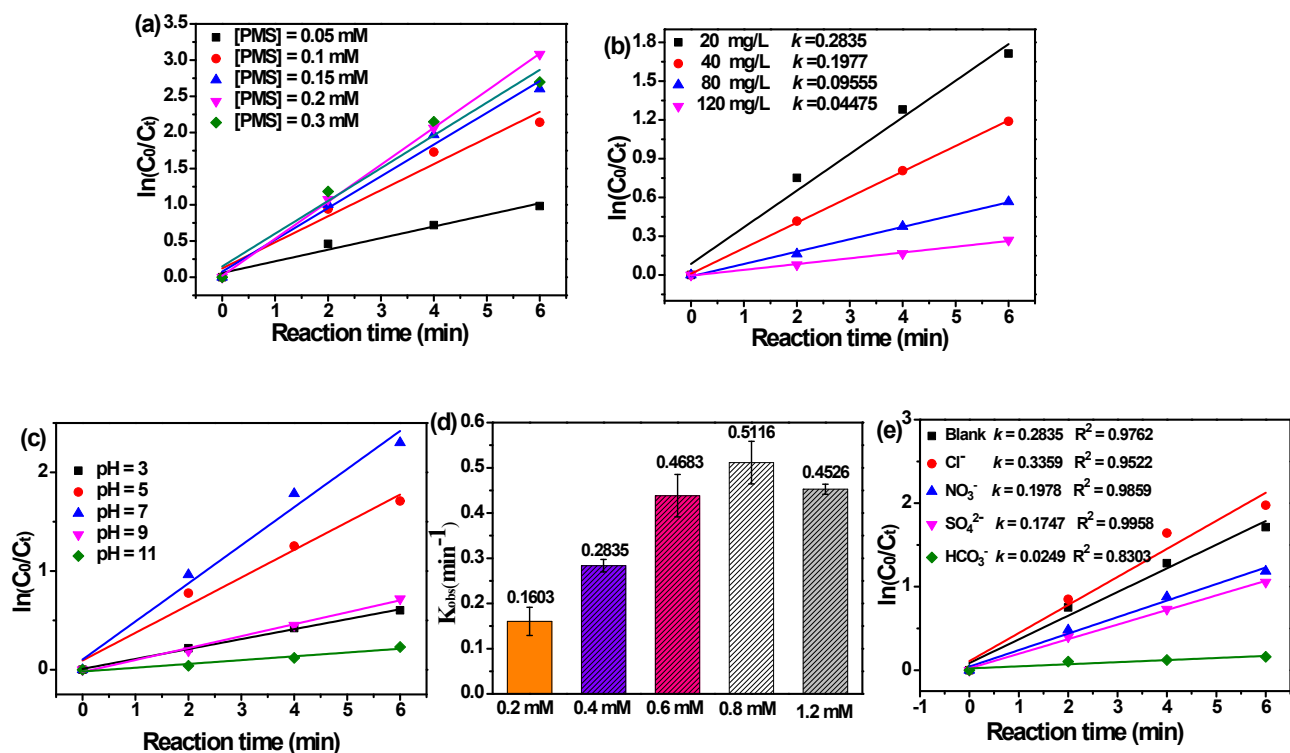 (a)
[PMS] = 0.05 mM
[PMS] = 0.1 mM
[PMS] = 0.15 mM
[PMS] = 0.2 mM
[PMS] = 0.3 mM
ln(C0/Ct)
3.5
3.0
2.5
2.0
1.5
1.0
0.5
0.0
0 1 2 3 4 5 6
Reaction time (min)
(b)
20 mg/L k=0.2835
40 mg/L k=0.1977
80 mg/L k=0.09555
120 mg/L k=0.04475
ln(C0/Ct)
1.8
1.5
1.2
0.9
0.6
0.3
0.0
0 1 2 3 4 5 6
Reaction time (min)
(c)
pH = 3
pH = 5
pH = 7
pH = 9
pH = 11
ln(C0/Ct)
2
1
0
0 1 2 3 4 5 6
Reaction time (min)
(d)
Kobs(min-1)
0.6
0.5
0.4
0.3
0.2
0.1
0.0
0.1603
0.2835
0.4683
0.5116
0.4526
0.2 mM 0.4 mM 0.6 mM 0.8 mM 1.2 mM
(e)
Blank k = 0.2835 R2 = 0.9762
Cl- k = 0.3359 R2 = 0.9522
NO3- k = 0.1978 R2 = 0.9859
SO42- k = 0.1747 R2 = 0.9958
HCO3- k = 0.0249 R2 = 0.8303
ln(C0/Ct)
3
2
1
0
-1 0 1 2 3 4 5 6
Reaction time (min)